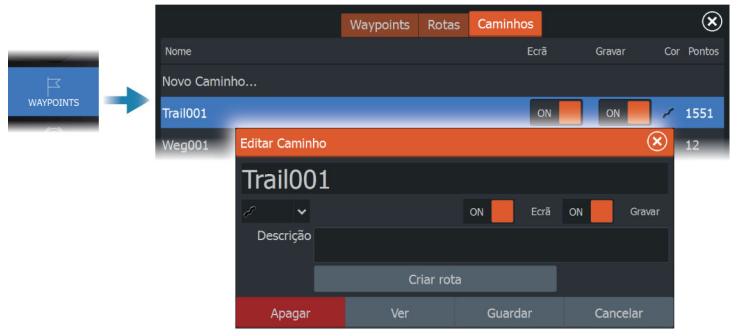 WAYPOINTS
Waypoints Rotas Caminhos
Nome Ecrã Gravar Cor Pontos
Novo Caminho...
Trail001 ON ON 1551
Weg001 12
Editar Caminho
Trail001
ON Ecrã ON Gravar
Descrição
Criar rota
Apagar Ver Guardar Cancelar